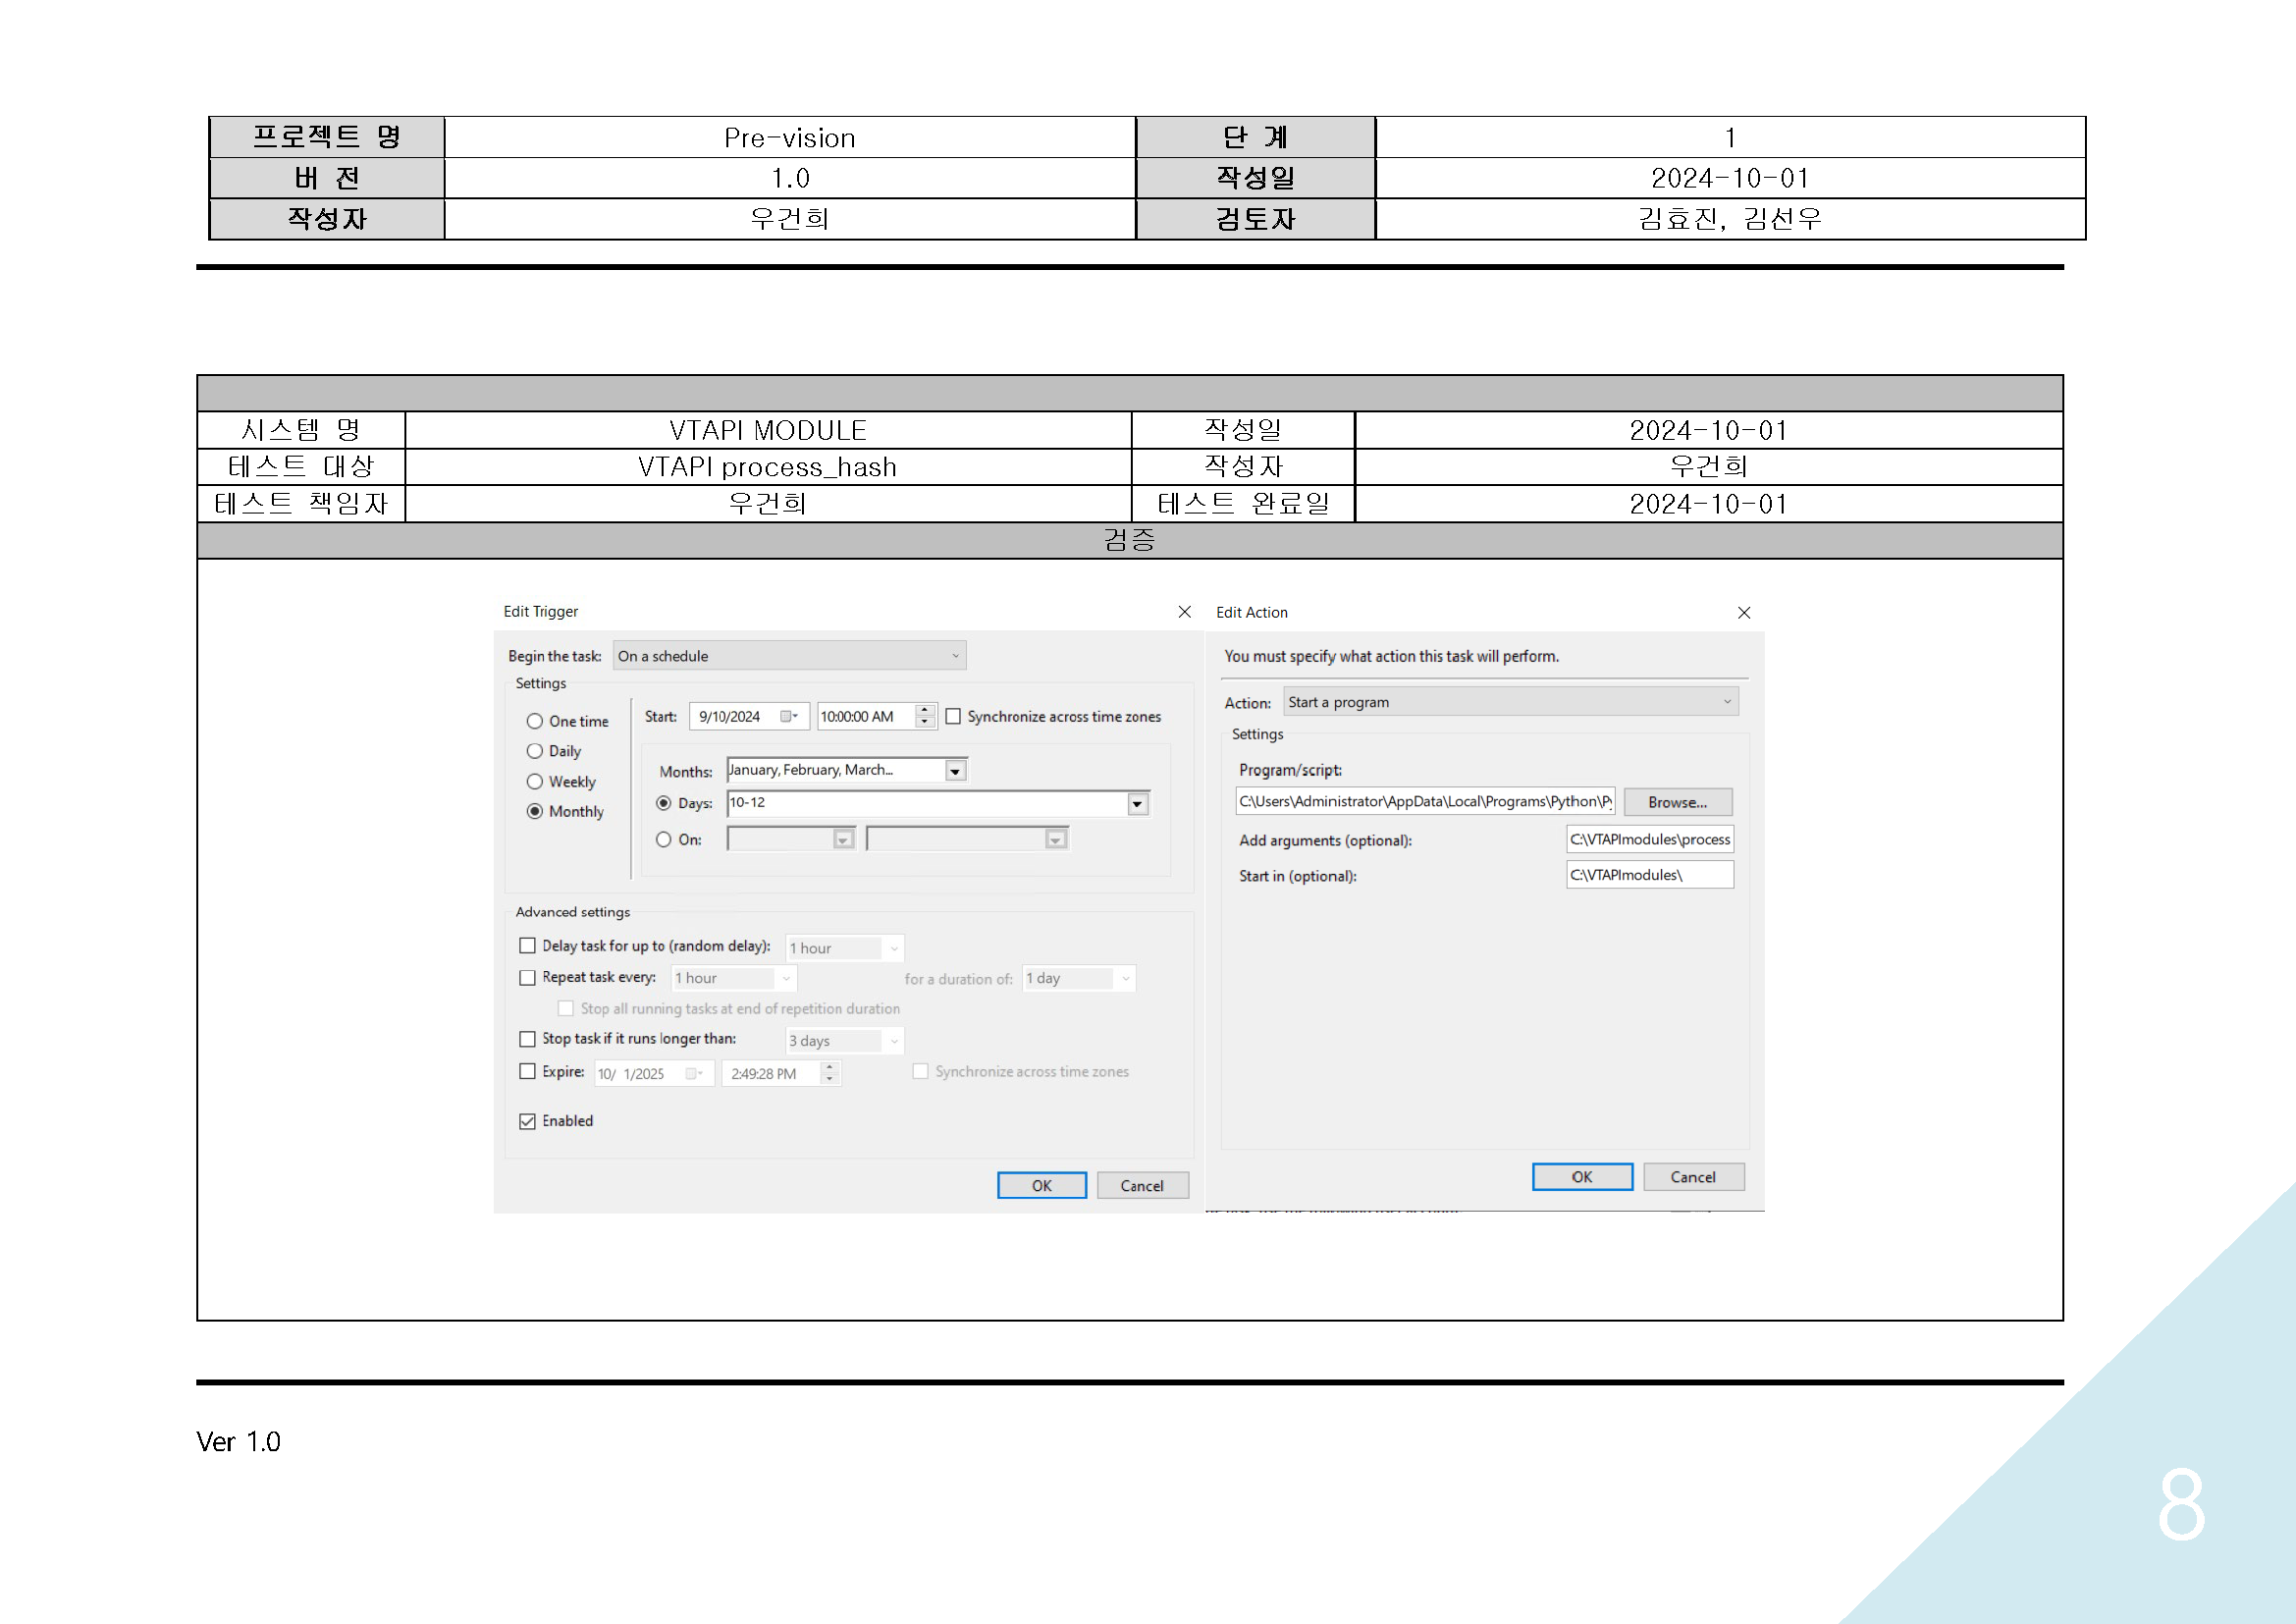 프로젝트 명 Pre-vision 단 계 1
버 전 1.0 작성일 2024-10-01
작성자 우건희 검토자 김효진, 김선우
시스템 명 VTAPI MODULE 작성일 2024-10-01
테스트 대상 VTAPI process_hash 작성자 우건희
테스트 책임자 우건희 테스트 완료일 2024-10-01
검증
Edit Trigger
Begin the task: On a schedule
Settings
One time
Daily
Weekly
Monthly
Start: 9/10/2024 10:00:00 AM Synchronize across time zones
Months: January, February, March...
Days: 10-12
On:
Advanced settings
Delay task for up to (random delay): 1 hour
Repeat task every: 1 hour for a duration of: 1 day
Stop all running tasks at end of repetition duration
Stop task if it runs longer than: 3 days
Expire: 10/ 1/2025 2:49:28 PM Synchronize across time zones
Enabled
OK Cancel
Edit Action
You must specify what action this task will perform.
Action: Start a program
Settings
Program/script:
C:\Users\Administrator\AppData\Local\Programs\Python\Py Browse...
Add arguments (optional): C:\VTAPImodules\process
Start in (optional): C:\VTAPImodules\
OK Cancel
Ver 1.0
8